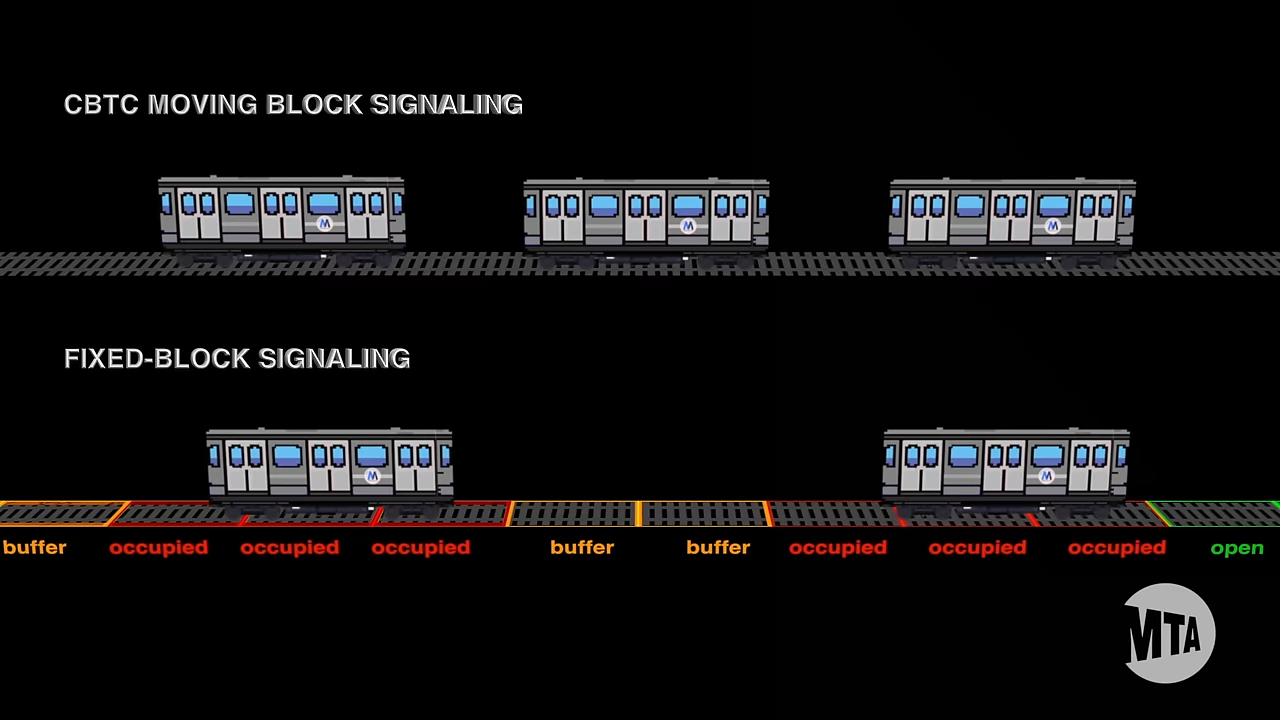 CBTC MOVING BLOCK SIGNALING
M M M
FIXED-BLOCK SIGNALING
M M
buffer occupied occupied occupied buffer buffer occupied occupied occupied open
MTA